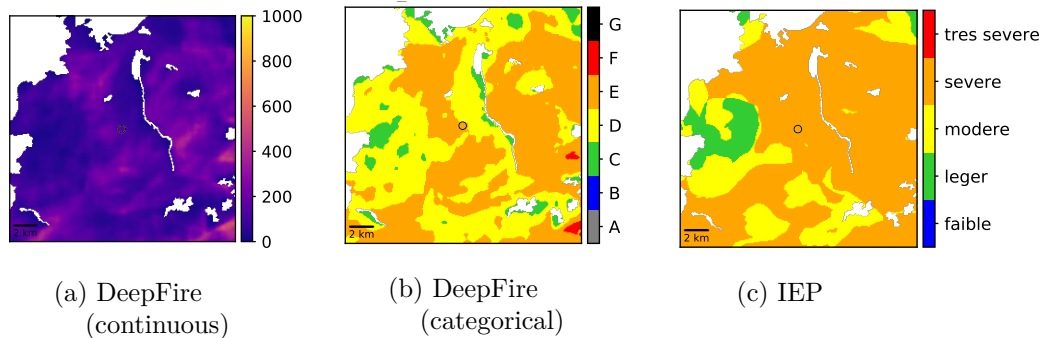 1000
800
600
400
200
0
2 km
G
F
E
D
C
B
A
2 km
tres severe
severe
modere
leger
faible
2 km
(a) DeepFire
(continuous)
(b) DeepFire
(categorical)
(c) IEP